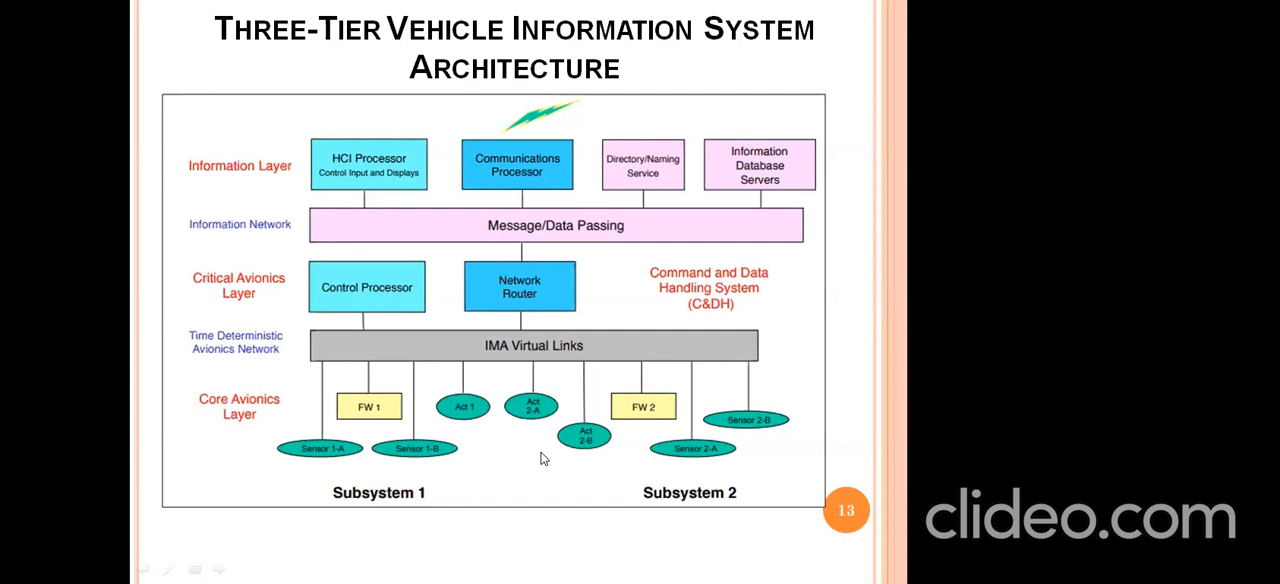 THREE-TIER VEHICLE INFORMATION SYSTEM
ARCHITECTURE
Information Layer
HCI Processor
Control Input and Displays
Communications
Processor
Directory/Naming
Service
Information
Database
Servers
Information Network
Message/Data Passing
Critical Avionics
Layer
Control Processor
Network
Router
Command and Data
Handling System
(C&DH)
Time Deterministic
Avionics Network
IMA Virtual Links
Core Avionics
Layer
FW 1
Act 1
Act
2-A
Act
2-B
FW 2
Sensor 2-B
Sensor 1-A
Sensor 1-B
Sensor 2-A
Subsystem 1
Subsystem 2
13
clideo.com